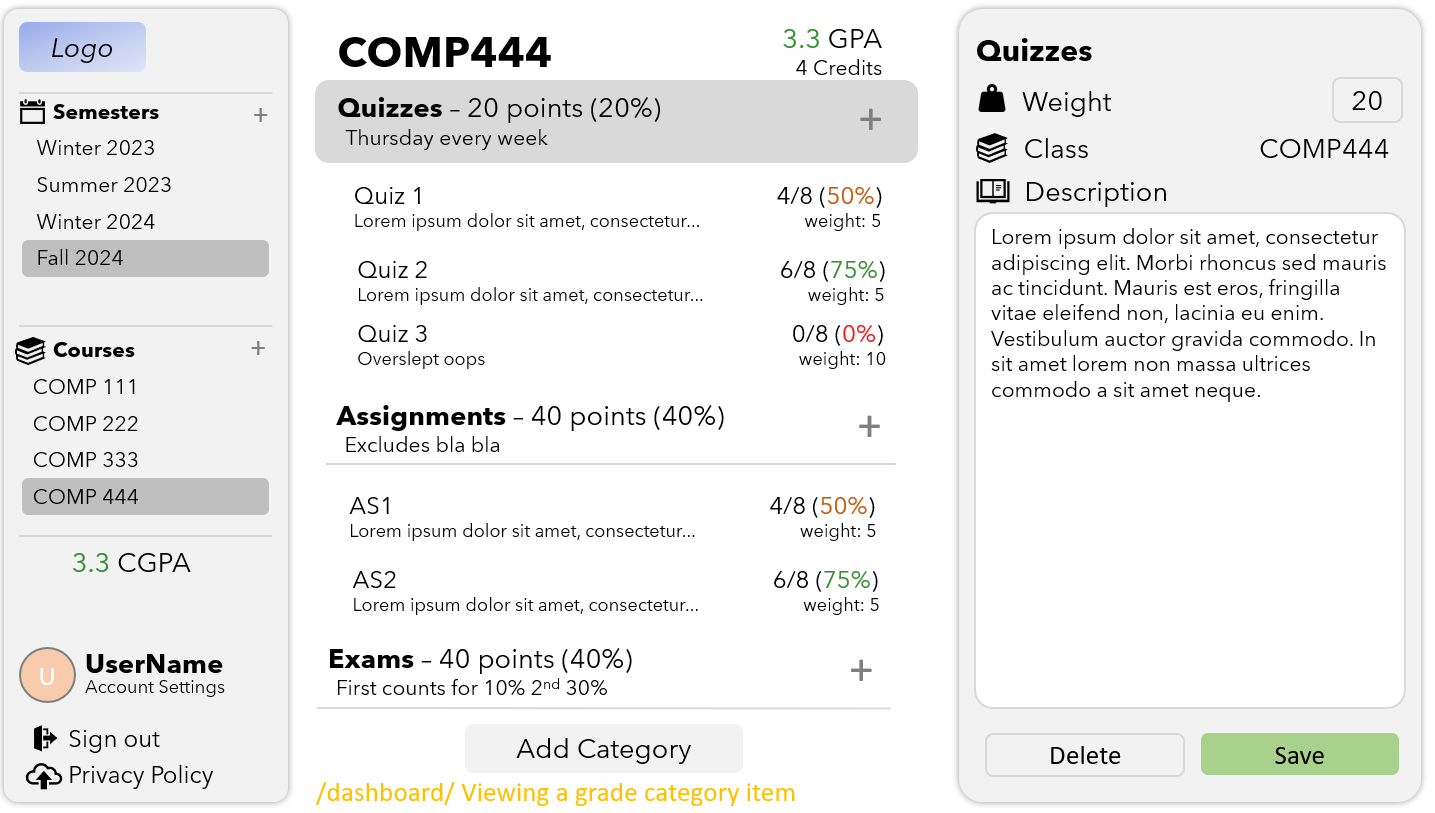 Logo
Semesters +
Winter 2023
Summer 2023
Winter 2024
Fall 2024
Courses +
COMP 111
COMP 222
COMP 333
COMP 444
3.3 CGPA
U
UserName
Account Settings
Sign out
Privacy Policy
COMP444
3.3 GPA
4 Credits
Quizzes – 20 points (20%) +
Thursday every week
Quiz 1 4/8 (50%)
Lorem ipsum dolor sit amet, consectetur... weight: 5
Quiz 2 6/8 (75%)
Lorem ipsum dolor sit amet, consectetur... weight: 5
Quiz 3 0/8 (0%)
Overslept oops weight: 10
Assignments – 40 points (40%) +
Excludes bla bla
AS1 4/8 (50%)
Lorem ipsum dolor sit amet, consectetur... weight: 5
AS2 6/8 (75%)
Lorem ipsum dolor sit amet, consectetur... weight: 5
Exams – 40 points (40%) +
First counts for 10% 2nd 30%
Add Category
/dashboard/ Viewing a grade category item
Quizzes
Weight 20
Class COMP444
Description
Lorem ipsum dolor sit amet, consectetur
adipiscing elit. Morbi rhoncus sed mauris
ac tincidunt. Mauris est eros, fringilla
vitae eleifend non, lacinia eu enim.
Vestibulum auctor gravida commodo. In
sit amet lorem non massa ultrices
commodo a sit amet neque.
Delete Save